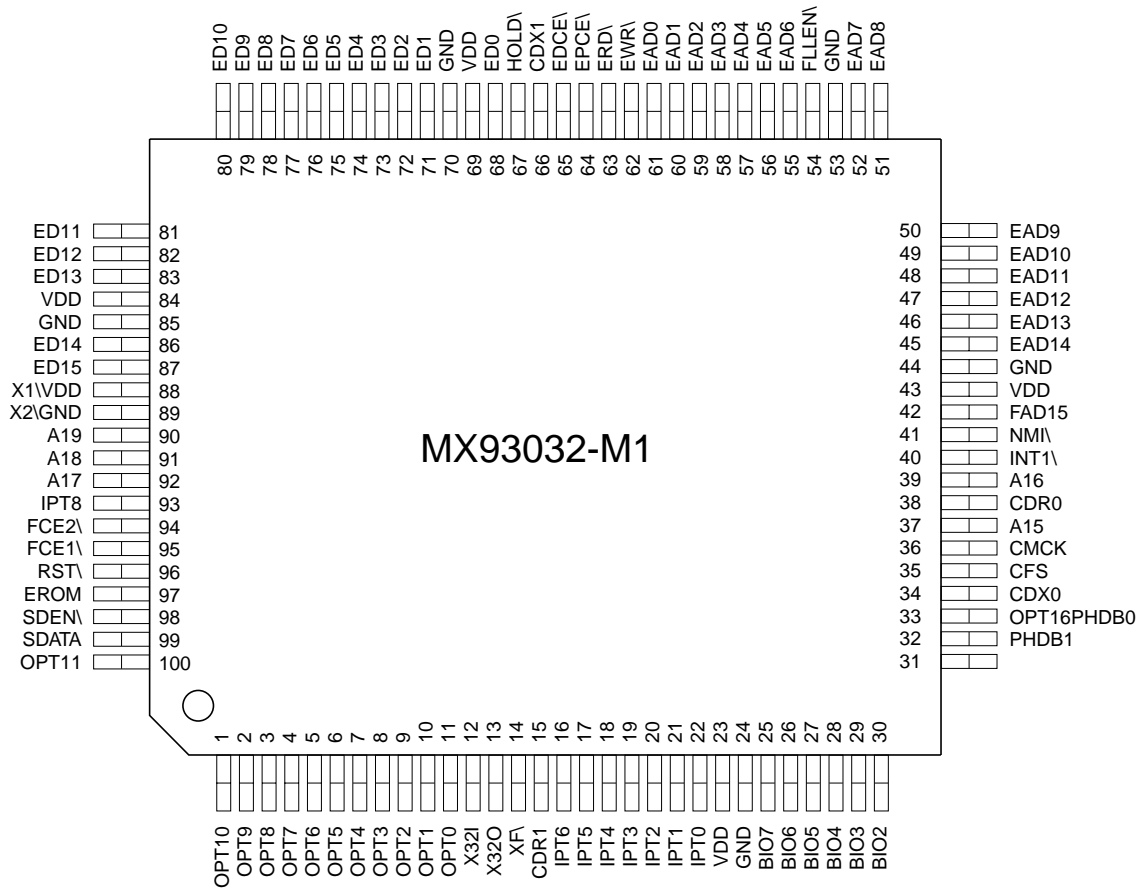 ED10 ED9 ED8 ED7 ED6 ED5 ED4 ED3 ED2 ED1 GND VDD ED0 HOLD\ CDX1 EDCE\ EPCE\ ERD\ EWR\ EAD0 EAD1 EAD2 EAD3 EAD4 EAD5 EAD6 FLLEN\ GND EAD7 EAD8
80 79 78 77 76 75 74 73 72 71 70 69 68 67 66 65 64 63 62 61 60 59 58 57 56 55 54 53 52 51
ED11 81
ED12 82
ED13 83
VDD 84
GND 85
ED14 86
ED15 87
X1\VDD 88
X2\GND 89
A19 90
A18 91
A17 92
IPT8 93
FCE2\ 94
FCE1\ 95
RST\ 96
EROM 97
SDEN\ 98
SDATA 99
OPT11 100
MX93032-M1
50 EAD9
49 EAD10
48 EAD11
47 EAD12
46 EAD13
45 EAD14
44 GND
43 VDD
42 FAD15
41 NMI\
40 INT1\
39 A16
38 CDR0
37 A15
36 CMCK
35 CFS
34 CDX0
33 OPT16PHDB0
32 PHDB1
31
1 2 3 4 5 6 7 8 9 10 11 12 13 14 15 16 17 18 19 20 21 22 23 24 25 26 27 28 29 30
OPT10 OPT9 OPT8 OPT7 OPT6 OPT5 OPT4 OPT3 OPT2 OPT1 OPT0 X32I X32O XF\ CDR1 IPT6 IPT5 IPT4 IPT3 IPT2 IPT1 IPT0 VDD GND BIO7 BIO6 BIO5 BIO4 BIO3 BIO2